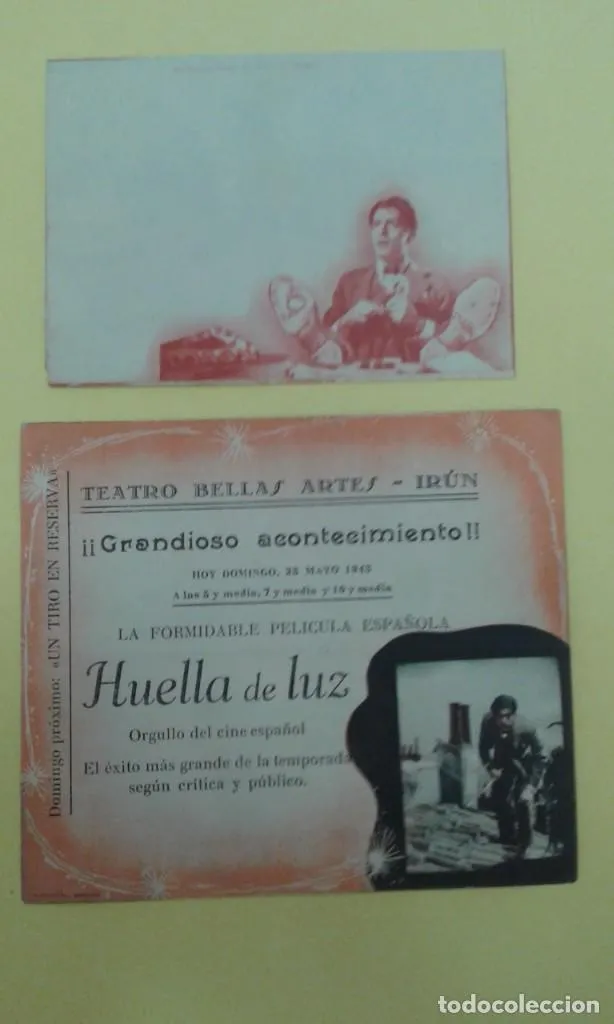 TEATRO BELLAS ARTES - IRÚN
¡¡Grandioso acontecimiento!!
HOY DOMINGO, 23 MAYO 1943
A las 5 y media, 7 y media y 10 y media
LA FORMIDABLE PELICULA ESPAÑOLA
Huella de luz
Orgullo del cine español
El éxito más grande de la temporada
según crítica y público.
Domingo próximo: «UN TIRO EN RESERVA»
todocoleccion